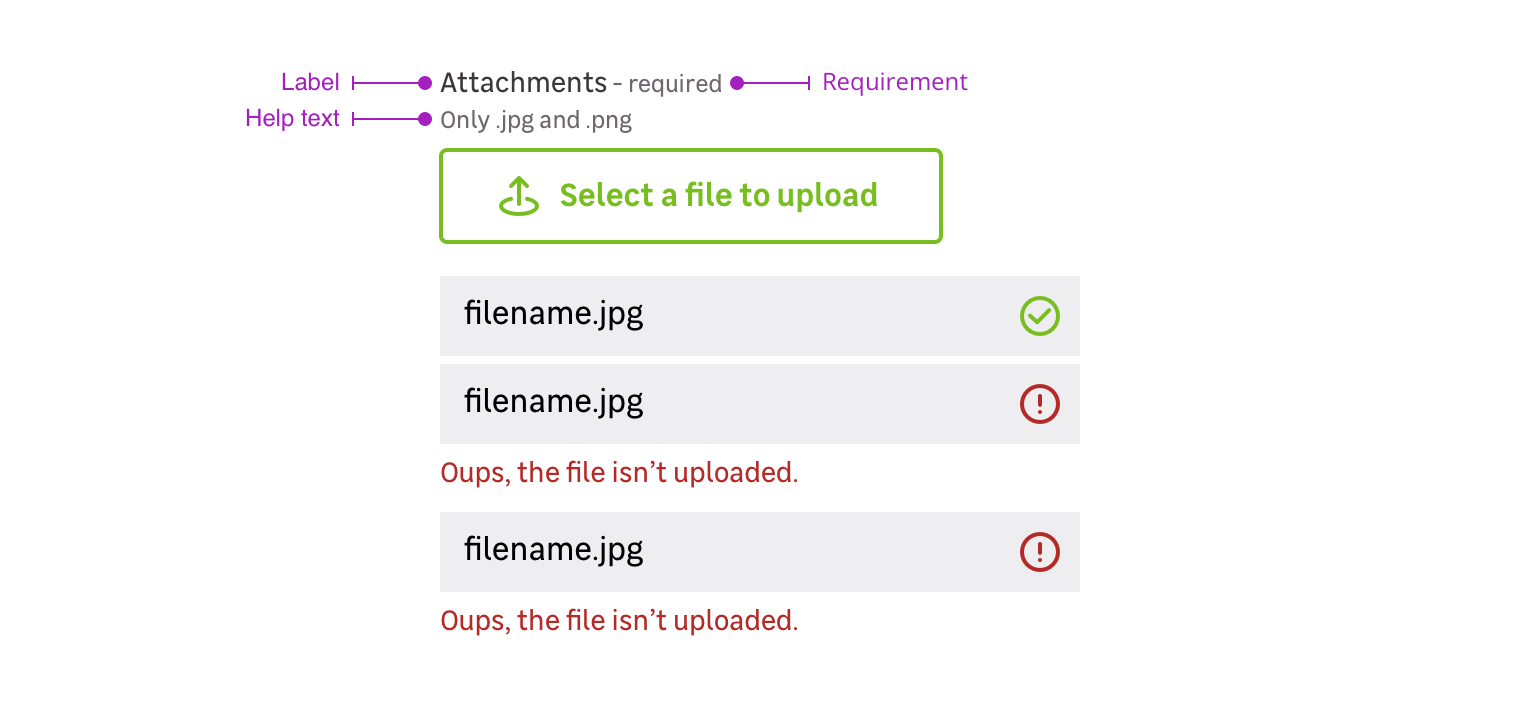 Label Attachments - required Requirement
Help text Only .jpg and .png
Select a file to upload
filename.jpg
filename.jpg
Oups, the file isn’t uploaded.
filename.jpg
Oups, the file isn’t uploaded.